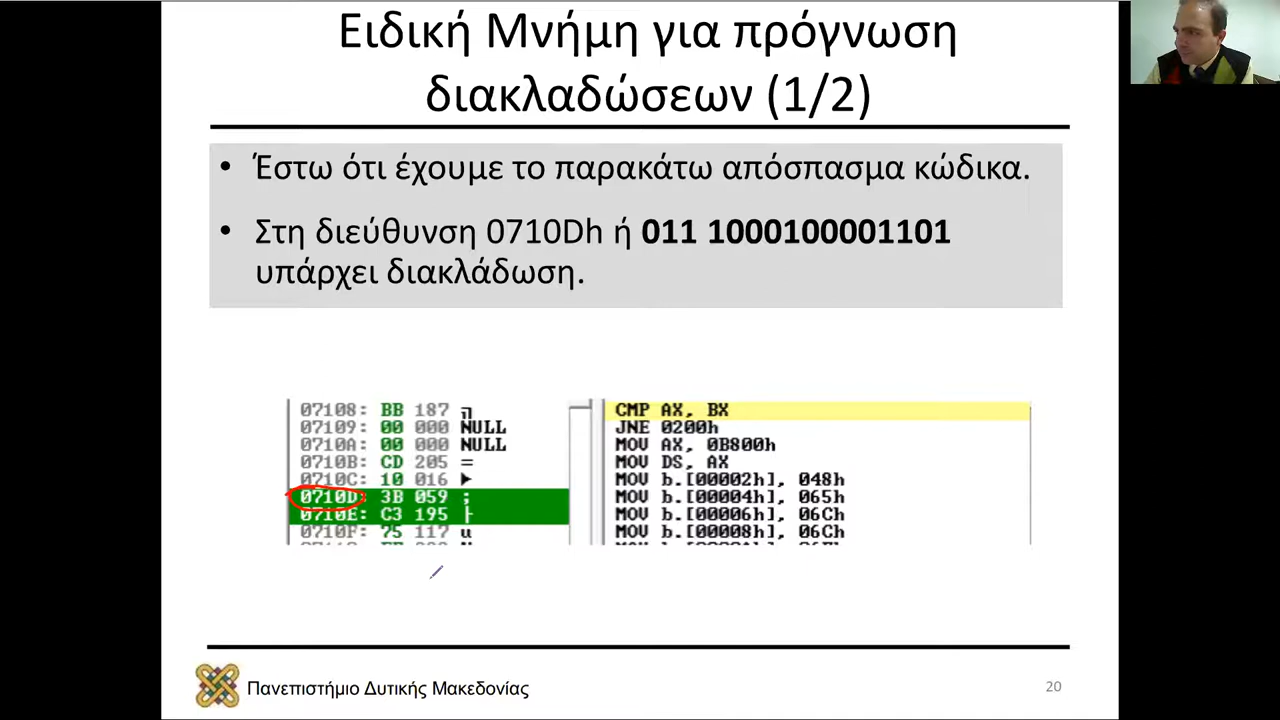 Ειδική Μνήμη για πρόγνωση
διακλαδώσεων (1/2)
• Έστω ότι έχουμε το παρακάτω απόσπασμα κώδικα.
• Στη διεύθυνση 0710Dh ή 011 1000100001101
υπάρχει διακλάδωση.
07108: BB 187 ╗
07109: 00 000 NULL
0710A: 00 000 NULL
0710B: CD 205 =
0710C: 10 016 ►
0710D: 3B 059 ;
0710E: C3 195 ├
0710F: 75 117 u
CMP AX, BX
JNE 0200h
MOV AX, 0B800h
MOV DS, AX
MOV b.[00002h], 048h
MOV b.[00004h], 065h
MOV b.[00006h], 06Ch
MOV b.[00008h], 06Ch
Πανεπιστήμιο Δυτικής Μακεδονίας
20